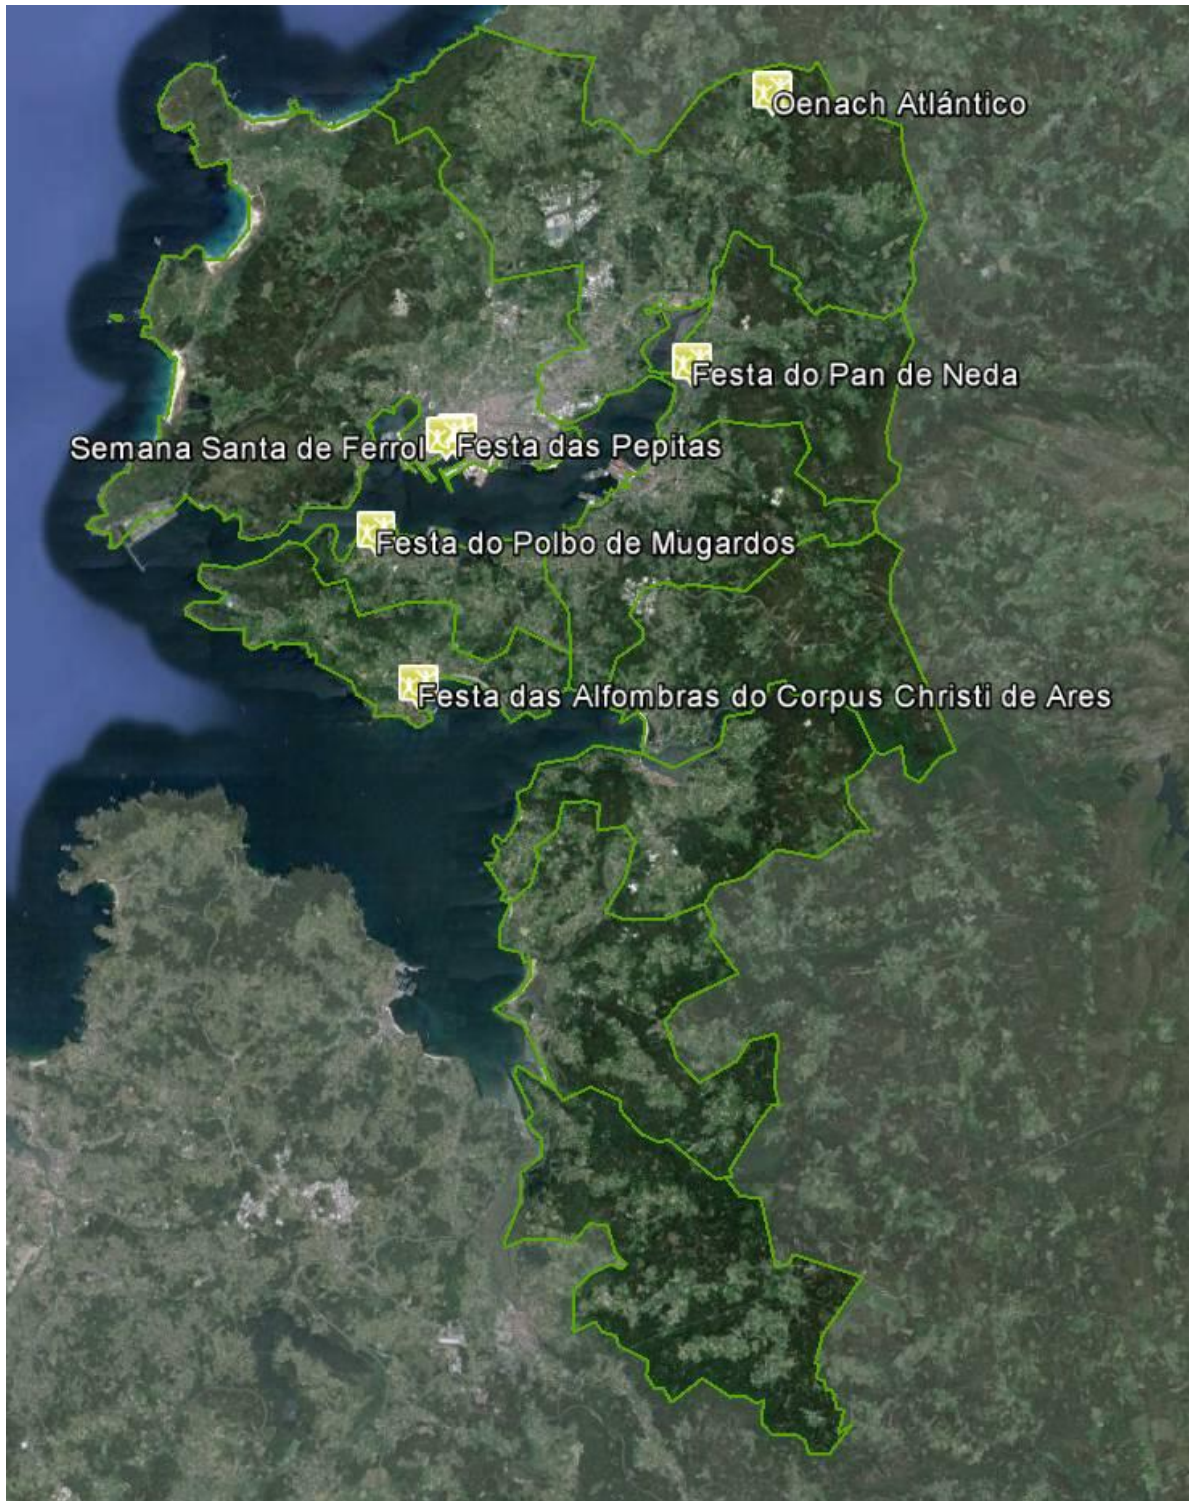 Oenach Atlántico
Festa do Pan de Neda
Semana Santa de Ferrol
Festa das Pepitas
Festa do Polbo de Mugardos
Festa das Alfombras do Corpus Christi de Ares